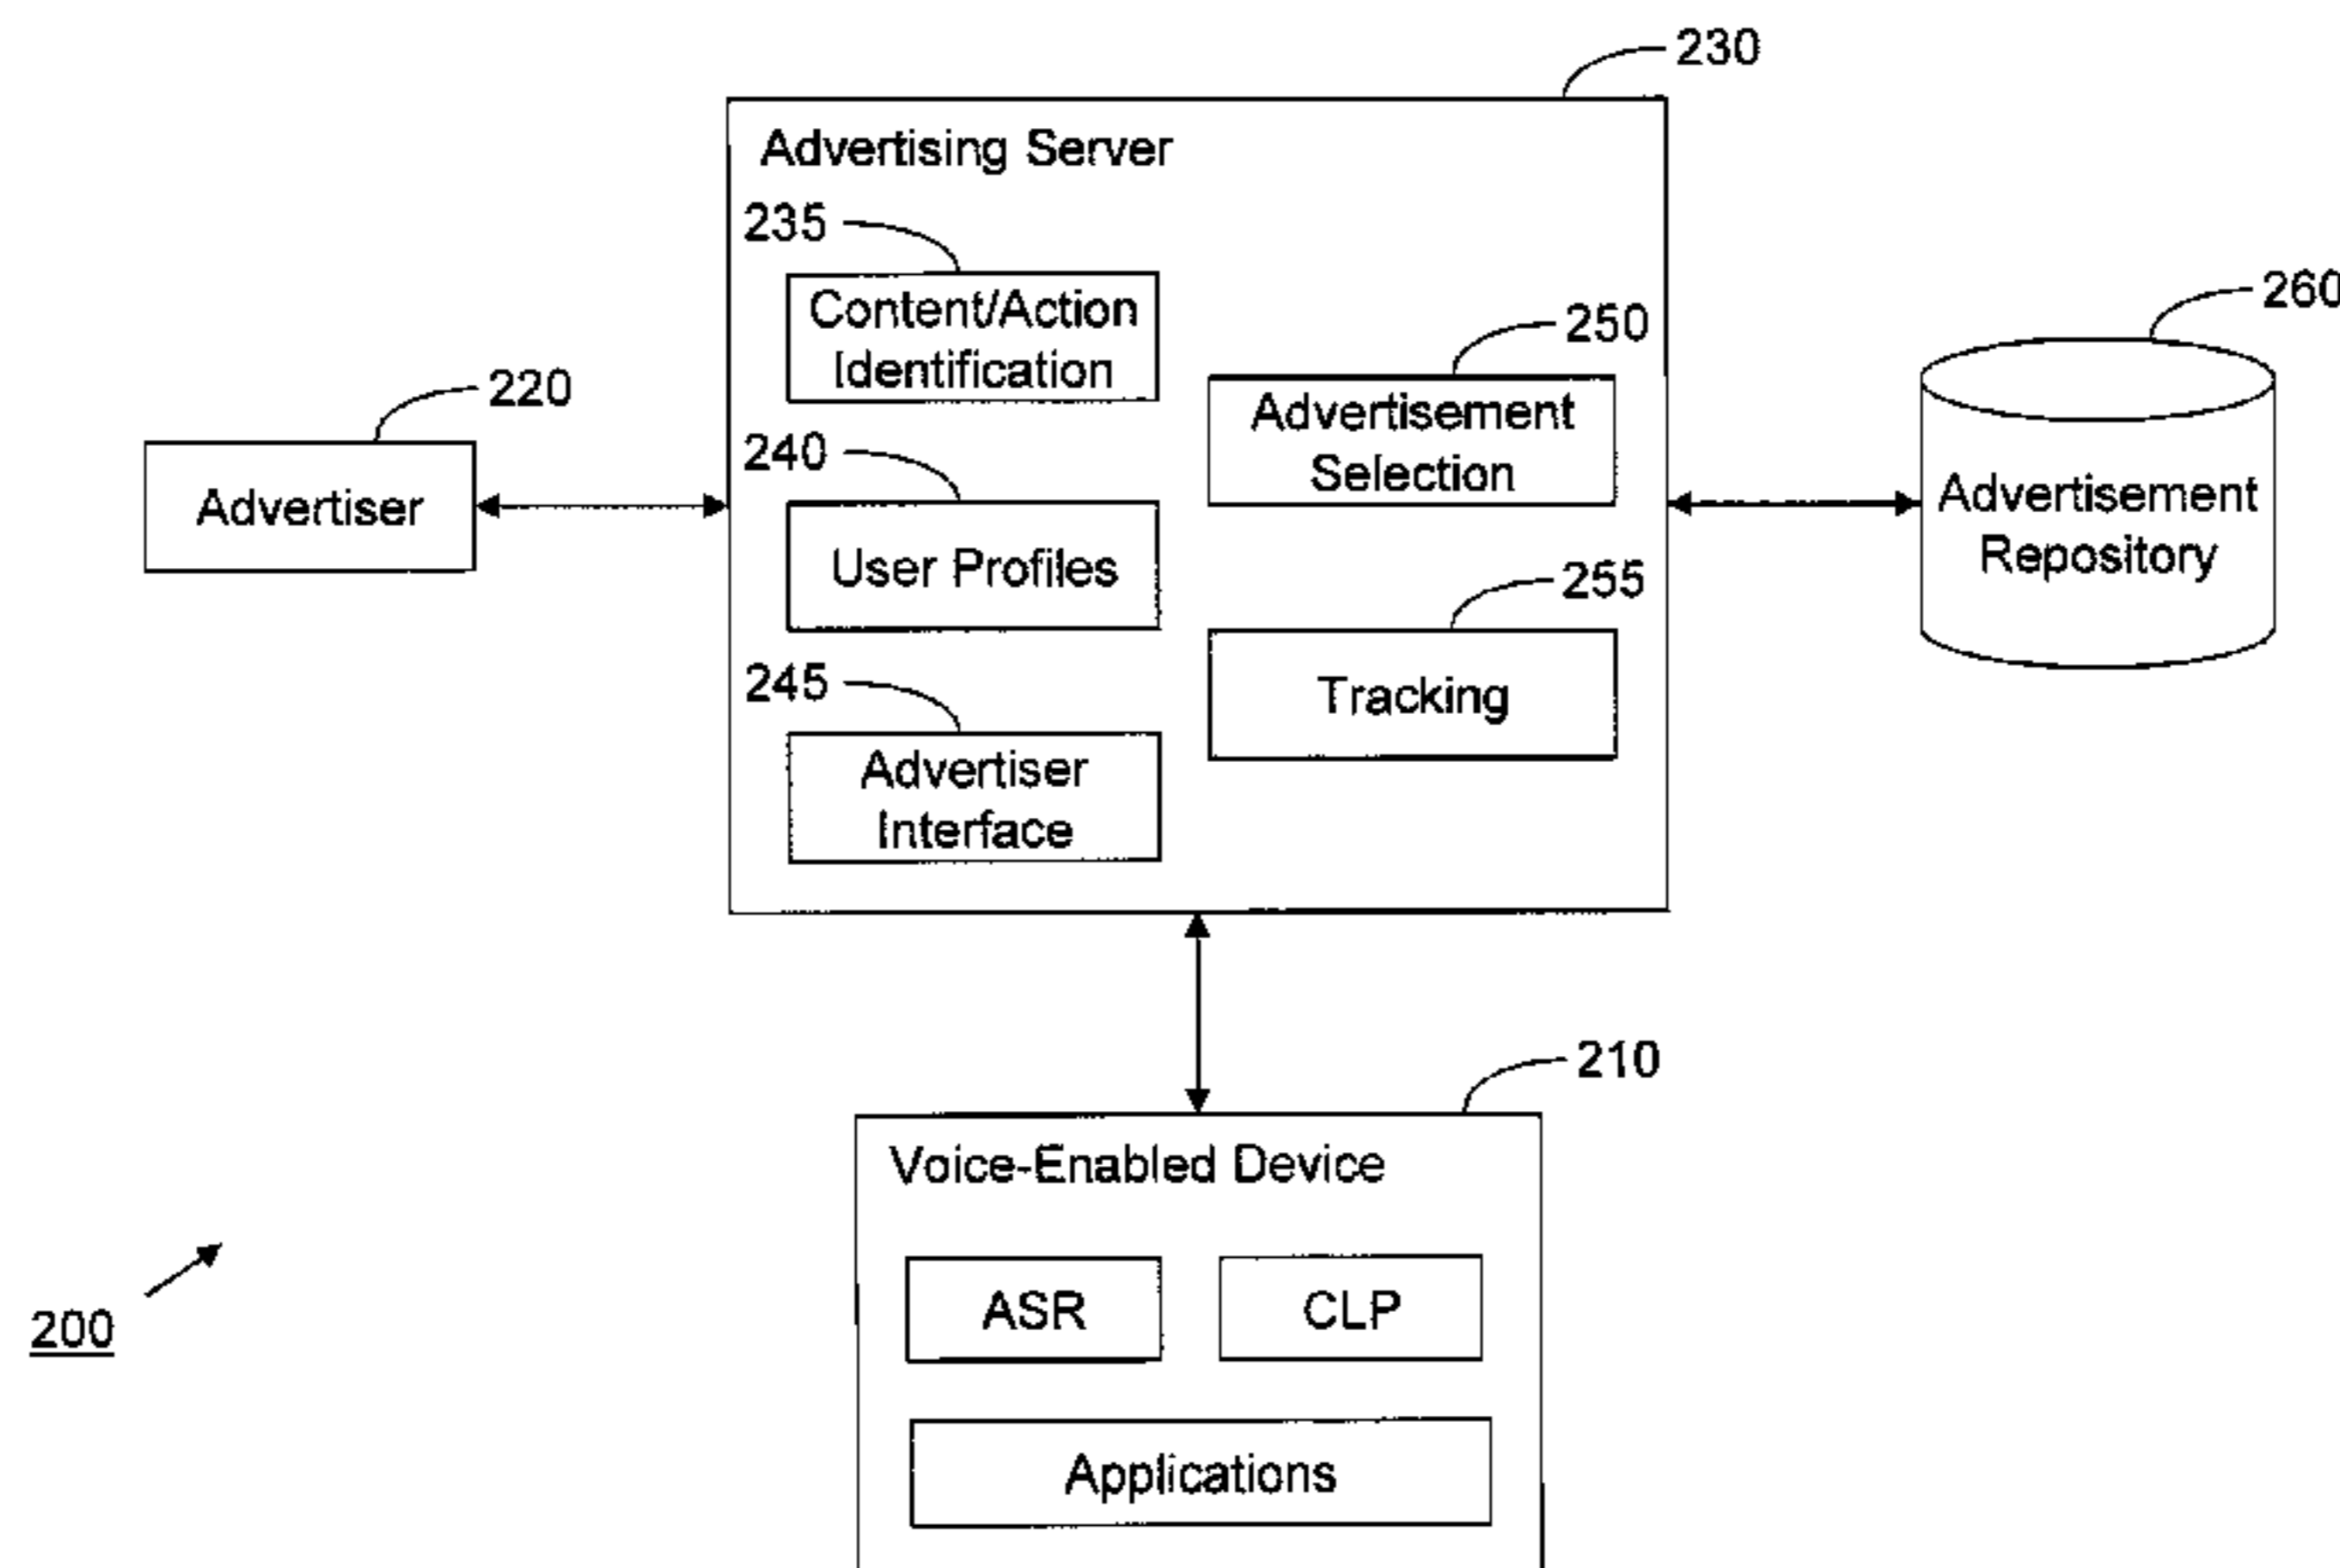 230
Advertising Server
235
Content/Action
Identification
250
260
220
Advertisement
Selection
Advertiser
240
User Profiles
Advertisement
Repository
255
245
Tracking
Advertiser
Interface
210
Voice-Enabled Device
ASR
CLP
200
Applications